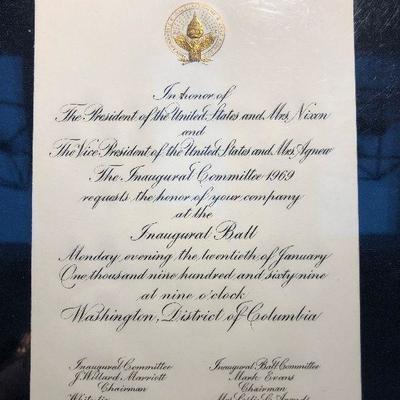 In honor of
The President of the United States and Mrs. Nixon
and
The Vice President of the United States and Mrs. Agnew
The Inaugural Committee 1969
requests the honor of your company
at the
Inaugural Ball
Monday evening the twentieth of January
One thousand nine hundred and sixty nine
at nine o'clock
Washington, District of Columbia
Inaugural Committee
J. Willard Marriott
Chairman
Inaugural Ball Committee
Mark Evans
Chairman